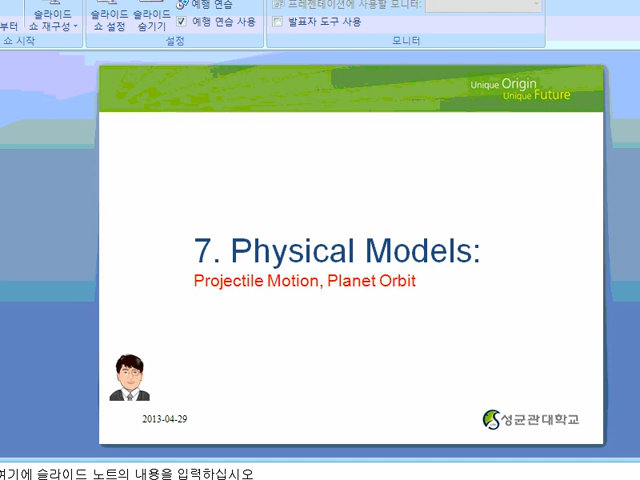 부터
슬라이드
쇼 재구성
슬라이드
쇼 설정
슬라이드
숨기기
예행 연습
예행 연습 사용
프레젠테이션에 사용할 모니터:
발표자 도구 사용
쇼 시작
설정
모니터
Unique Origin
Unique Future
7. Physical Models:
Projectile Motion, Planet Orbit
2013-04-29
성균관대학교
여기에 슬라이드 노트의 내용을 입력하십시오